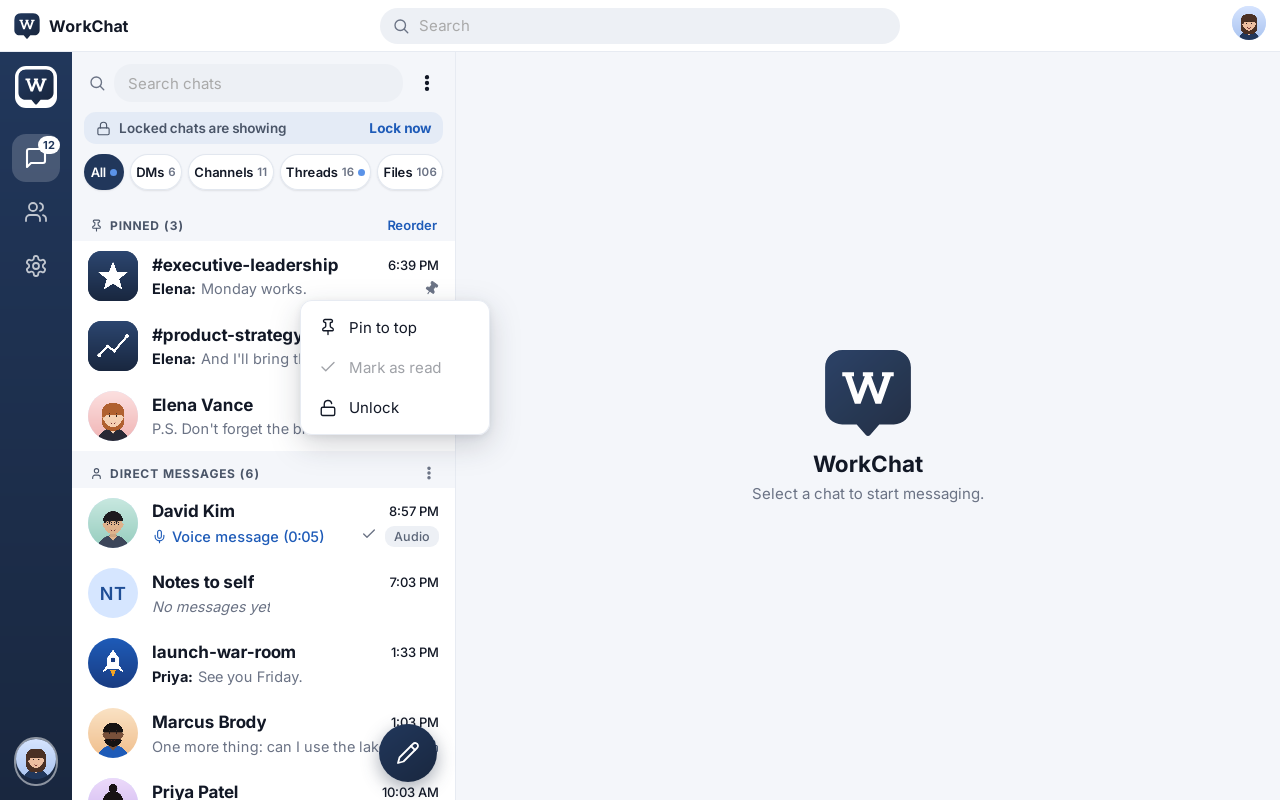 W WorkChat
Search
W
Search chats
12
Locked chats are showing Lock now
All DMs 6 Channels 11 Threads 16 Files 106
PINNED (3) Reorder
#executive-leadership 6:39 PM
Elena: Monday works.
#product-strategy
Elena: And I'll bring
Pin to top
Mark as read
Unlock
Elena Vance
P.S. Don't forget the
DIRECT MESSAGES (6)
David Kim 8:57 PM
Voice message (0:05) Audio
NT
Notes to self 7:03 PM
No messages yet
launch-war-room 1:33 PM
Priya: See you Friday.
Marcus Brody 1:03 PM
One more thing: can I use the
Priya Patel 10:03 AM
W
WorkChat
Select a chat to start messaging.